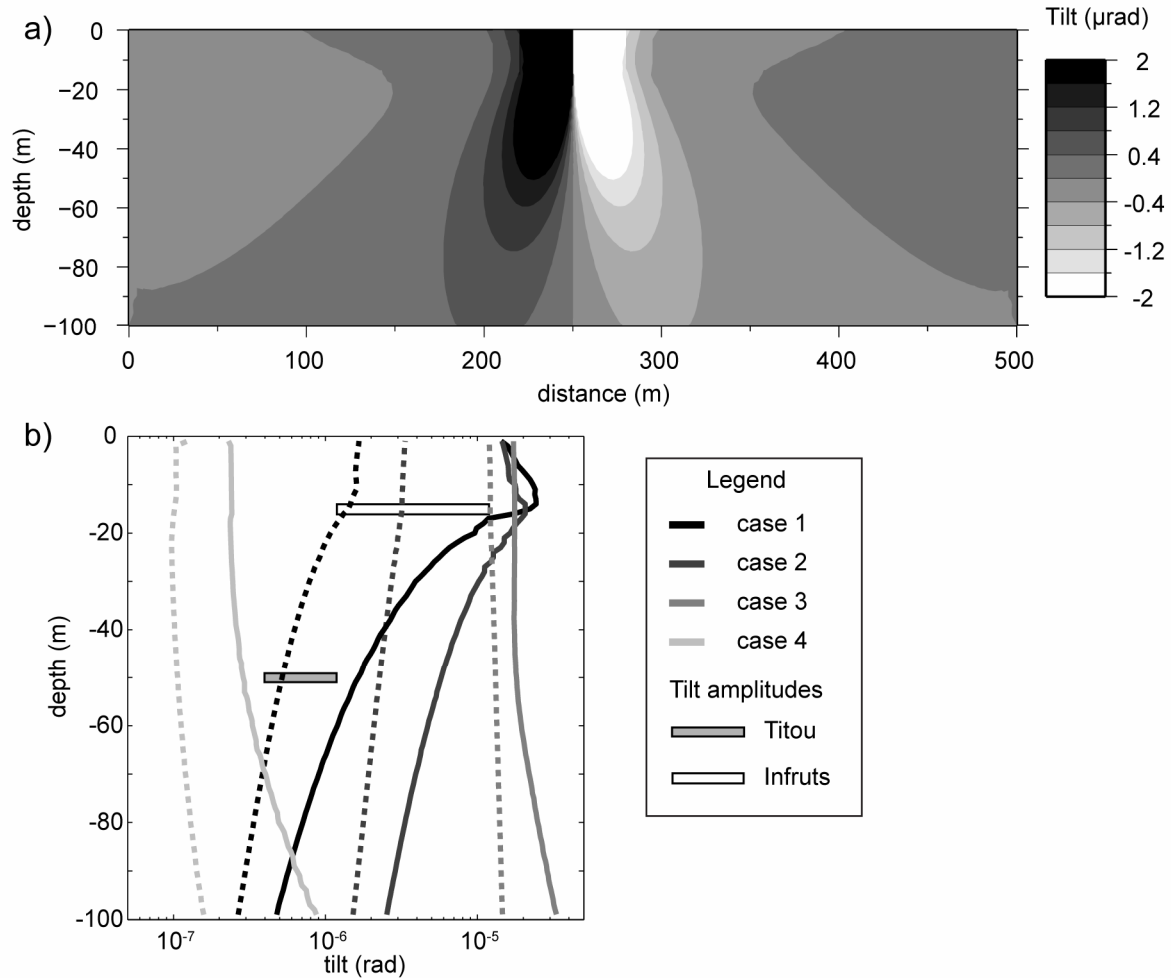 a)
Tilt (μrad)
0
−20
−40
−60
−80
−100
depth (m)
0
100
200
300
400
500
distance (m)
2
1.2
0.4
-0.4
-1.2
-2
b)
0
-20
-40
-60
-80
-100
depth (m)
10-7
10-6
10-5
tilt (rad)
Legend
case 1
case 2
case 3
case 4
Tilt amplitudes
Titou
Infruts